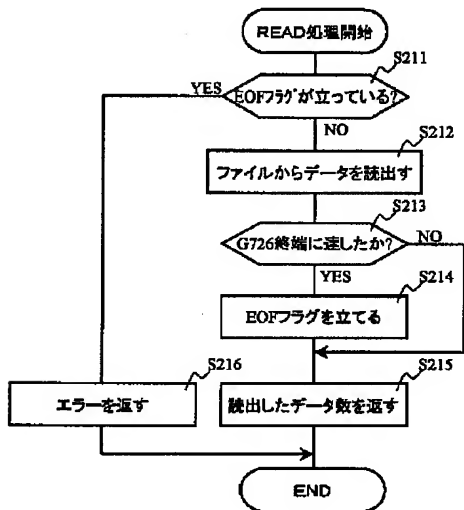 READ処理開始
S211
YES
EOFフラグが立っている?
NO
S212
ファイルからデータを読出す
S213
G726終端に達したか?
NO
YES
S214
EOFフラグを立てる
S216
S215
エラーを返す
読出したデータ数を返す
END